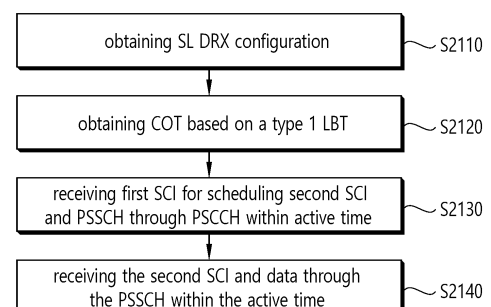 obtaining SL DRX configuration
S2110
obtaining COT based on a type 1 LBT
S2120
receiving first SCI for scheduling second SCI
and PSSCH through PSCCH within active time
S2130
receiving the second SCI and data through
the PSSCH within the active time
S2140